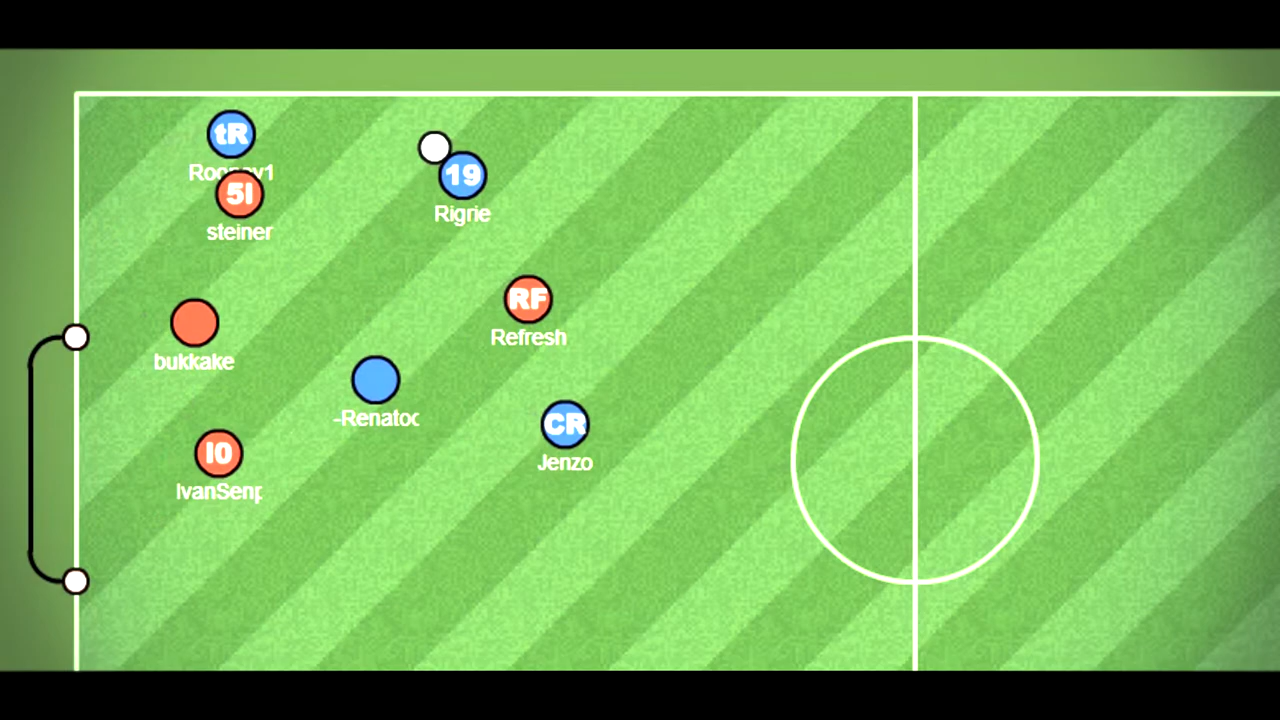 tR
19
Rigrie
5I
steiner
RF
Refresh
bukkake
-Renatoc
CR
Jenzo
I0
IvanSenp